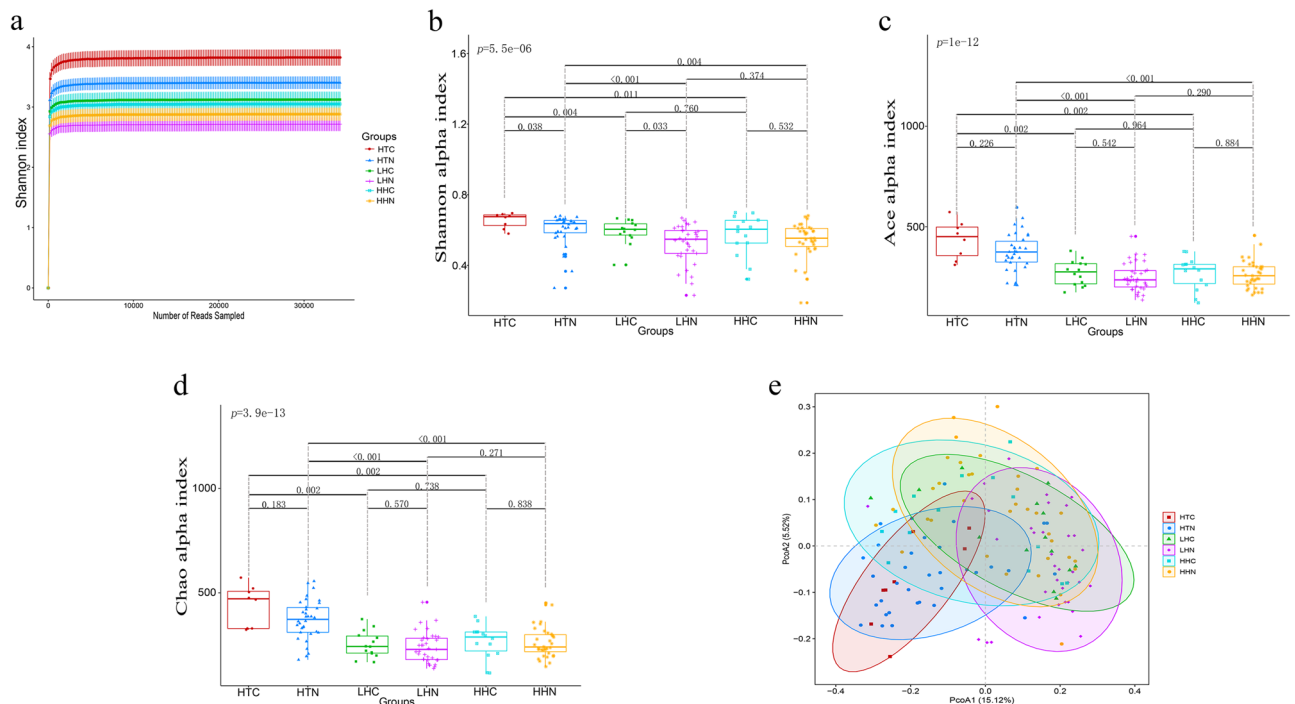 a
Shannon index
4
3
2
1
0
0
10000
20000
30000
Number of Reads Sampled
Groups
HTC
HTN
LHC
LHN
HHC
HHN
b
Shannon alpha index
p=5.5e-06
1.6
1.2
0.8
0.4
0.004
<0.001
0.374
0.011
0.760
0.004
0.038
0.033
0.532
HTC
HTN
LHC
LHN
HHC
HHN
Groups
c
Ace alpha index
p=1e-12
1000
500
<0.001
0.290
<0.001
0.002
0.964
0.002
0.226
0.542
0.884
HTC
HTN
LHC
LHN
HHC
HHN
Groups
d
Chao alpha index
p=3.9e-13
1000
500
<0.001
0.271
<0.001
0.002
0.738
0.002
0.183
0.570
0.838
HTC
HTN
LHC
LHN
HHC
HHN
Groups
e
PcoA2 (5.52%)
0.3
0.2
0.1
0.0
−0.1
−0.2
−0.4
−0.2
0.0
0.2
0.4
PcoA1 (15.12%)
HTC
HTN
LHC
LHN
HHC
HHN